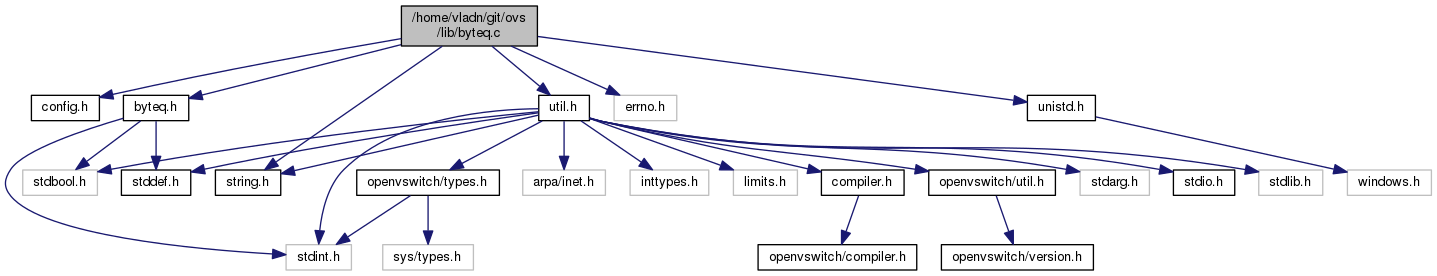 /home/vladn/git/ovs
/lib/byteq.c
config.h
byteq.h
util.h
errno.h
unistd.h
stdbool.h
stddef.h
string.h
openvswitch/types.h
arpa/inet.h
inttypes.h
limits.h
compiler.h
openvswitch/util.h
stdarg.h
stdio.h
stdlib.h
windows.h
stdint.h
sys/types.h
openvswitch/compiler.h
openvswitch/version.h